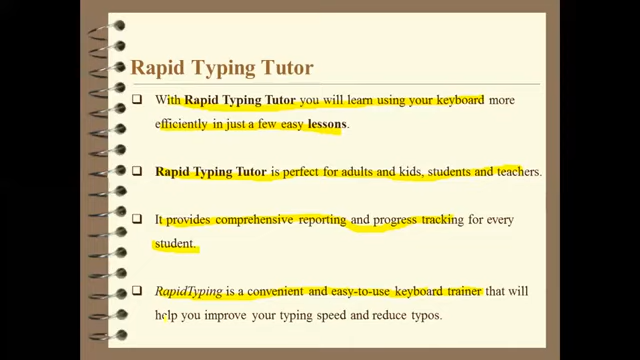 Rapid Typing Tutor
❑ With Rapid Typing Tutor you will learn using your keyboard more
efficiently in just a few easy lessons.
❑ Rapid Typing Tutor is perfect for adults and kids, students and teachers.
❑ It provides comprehensive reporting and progress tracking for every
student.
❑ RapidTyping is a convenient and easy-to-use keyboard trainer that will
help you improve your typing speed and reduce typos.